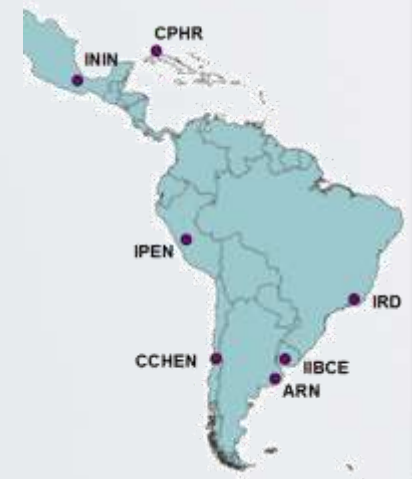 CPHR
ININ
IPEN
IRD
CCHEN
IIBCE
ARN